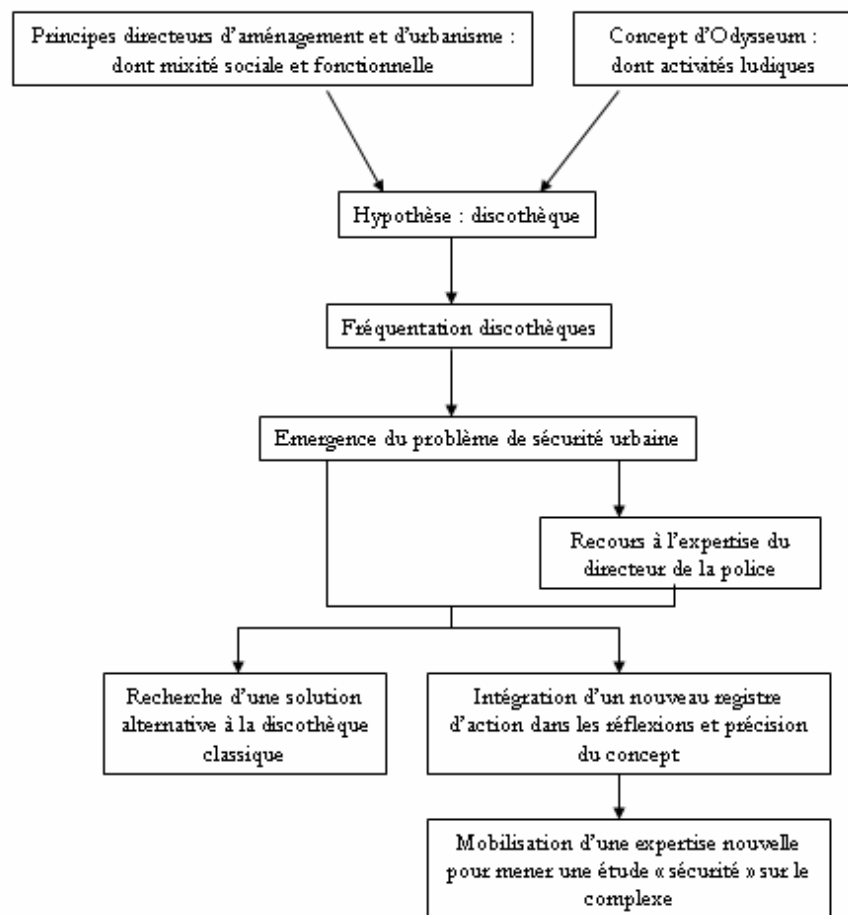 Principes directeurs d'aménagement et d'urbanisme :
dont mixité sociale et fonctionnelle
Concept d'Odysseum :
dont activités ludiques
Hypothèse : discothèque
Fréquentation discothèques
Emergence du problème de sécurité urbaine
Recours à l'expertise du
directeur de la police
Recherche d'une solution
alternative à la discothèque
classique
Intégration d'un nouveau registre
d'action dans les réflexions et précision
du concept
Mobilisation d'une expertise nouvelle
pour mener une étude « sécurité » sur le
complexe